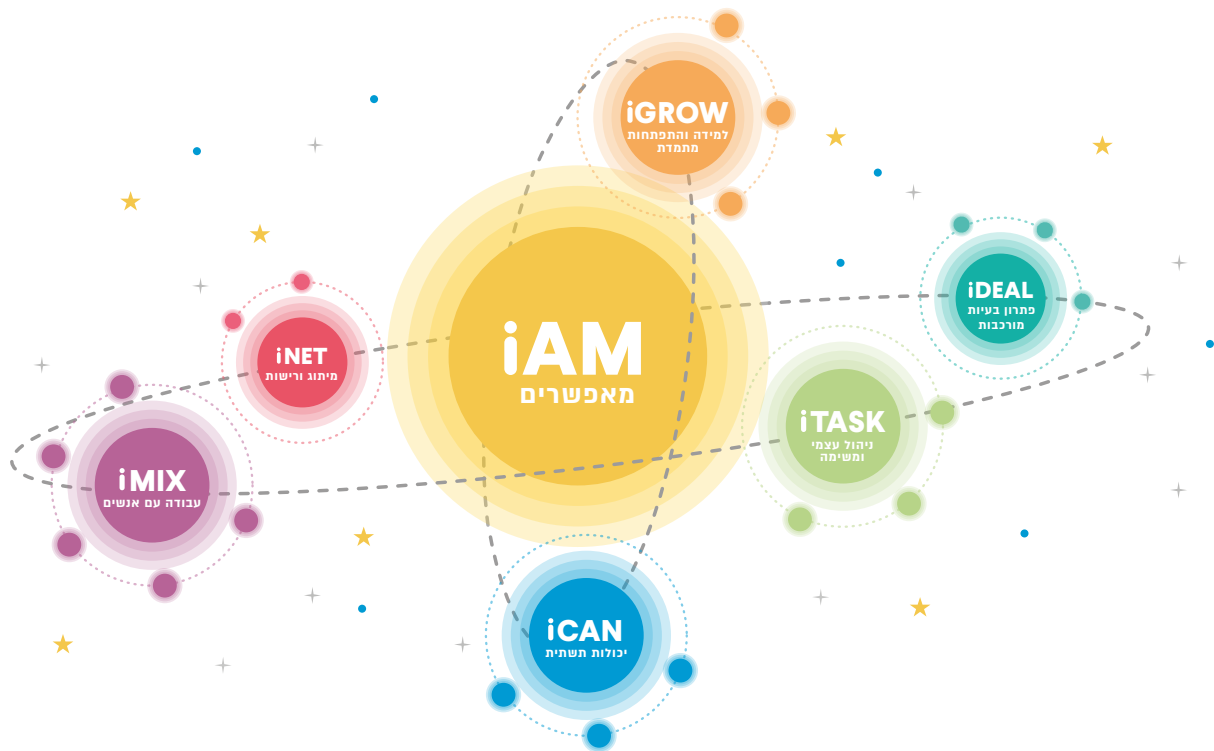 iGROW
למידה והתפתחות
מתמדת
iDEAL
פתרון בעיות
מורכבות
iAM
מאפשרים
iNET
מיתוג ורישות
iTASK
ניהול עצמי
ומשימה
iMIX
עבודה עם אנשים
iCAN
יכולות תשתית